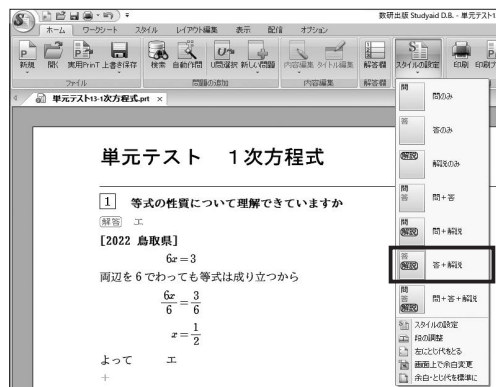 数研出版 Studyaid D.B. - 単元テスト1
ホーム ワークシート スタイル レイアウト編集 表示 配信 オプション
新規 開く 実用PrinT 上書き保存 検索 自動作問 U問選択 新しい問題 内容編集 タイトル編集 解答欄 スタイルの設定 印刷 印刷プ
ファイル 問題の追加 内容編集 解答欄
単元テスト13-1次方程式.prt ×
単元テスト 1次方程式
1 等式の性質について理解できていますか
解答 エ
[2022 鳥取県]
6x=3
両辺を6でわっても等式は成り立つから
6x/6=3/6
x=1/2
よって エ
+
問 問のみ
答 答のみ
解説 解説のみ
問 答 問+答
問 解説 問+解説
答 解説 答+解説
問 答 解説 問+答+解説
スタイルの設定
段の調整
左にとじ代をとる
画面上で余白変更
余白・とじ代を標準に